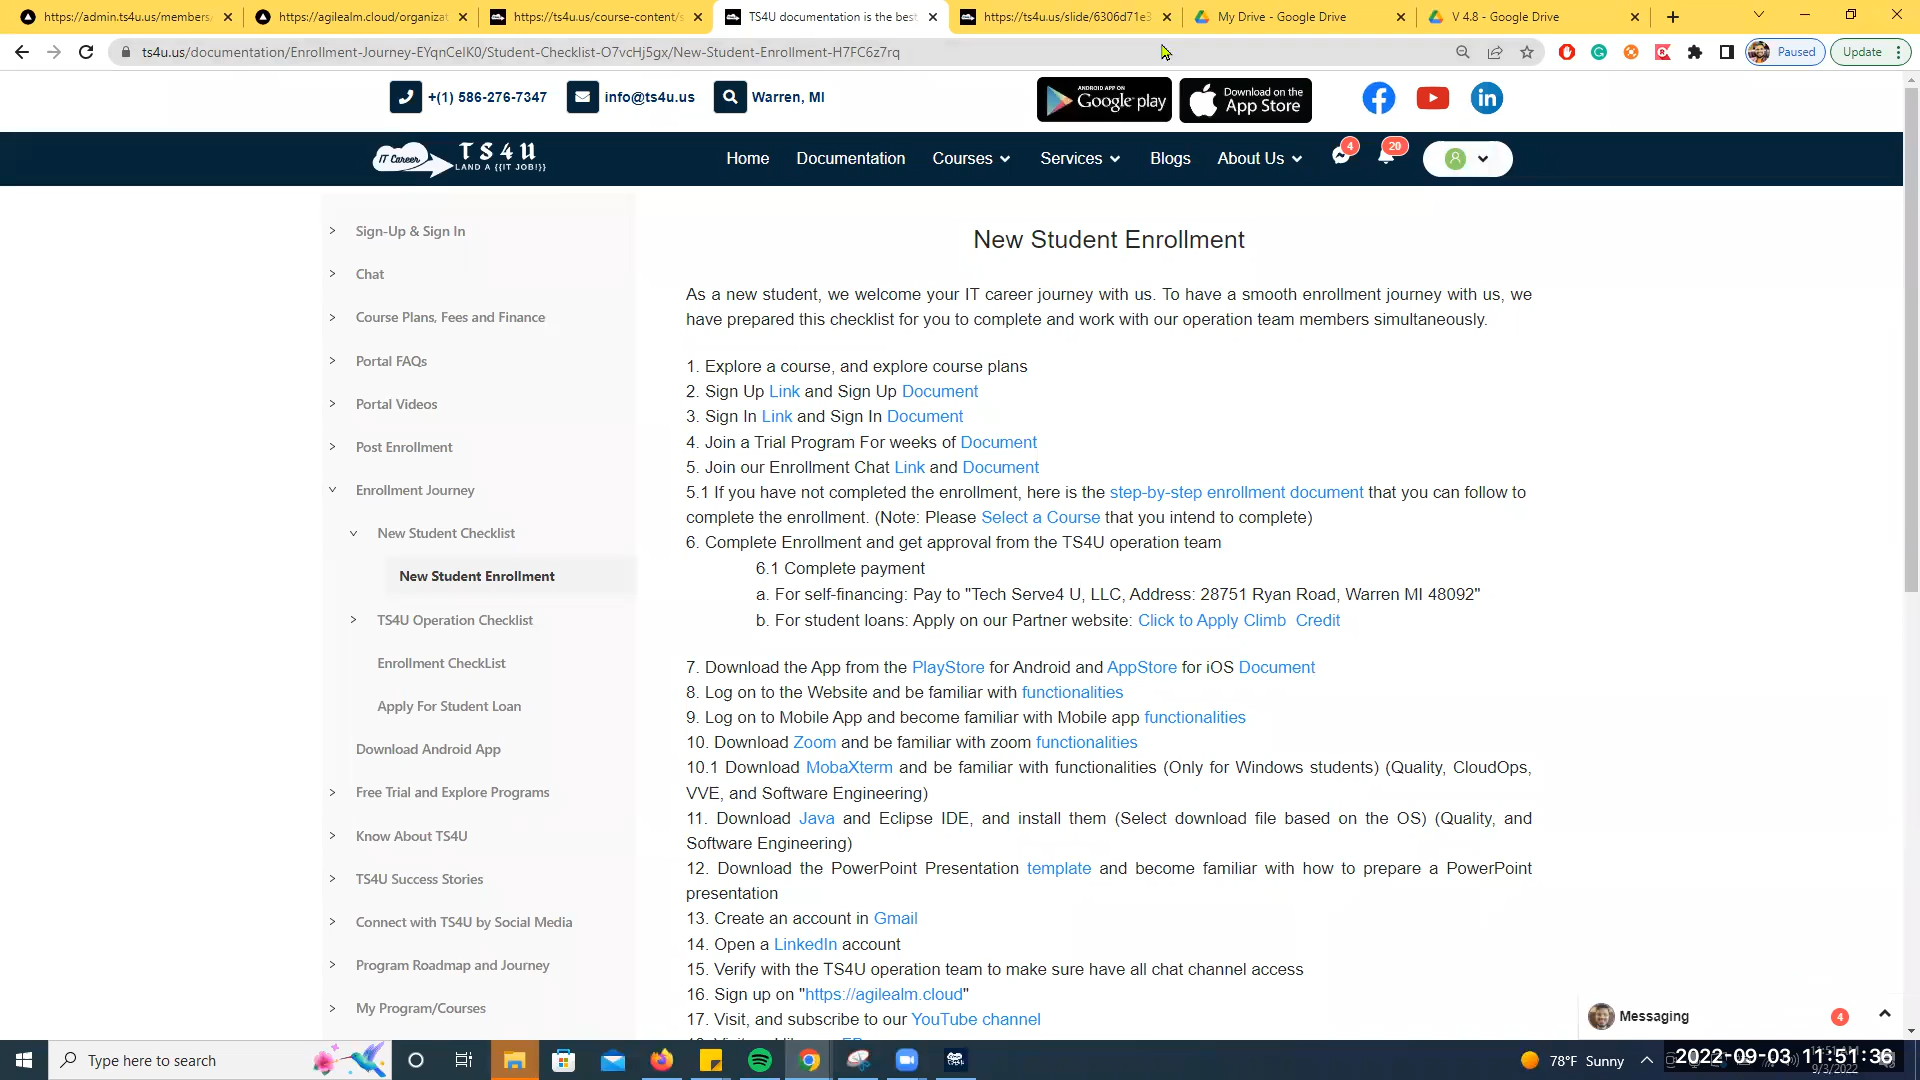 https://admin.ts4u.us/members/
https://agilealm.cloud/organizat
https://ts4u.us/course-content/s
TS4U documentation is the best
https://ts4u.us/slide/6306d71e3
My Drive - Google Drive
V 4.8 - Google Drive
ts4u.us/documentation/Enrollment-Journey-EYqnCelK0/Student-Checklist-O7vcHj5gx/New-Student-Enrollment-H7FC6z7rq
Paused
Update
+(1) 586-276-7347
info@ts4u.us
Warren, MI
ANDROID APP ON
Google play
Download on the
App Store
IT Career
TS4U
LAND A {{IT JOB!}}
Home
Documentation
Courses
Services
Blogs
About Us
4
20
Sign-Up & Sign In
Chat
Course Plans, Fees and Finance
Portal FAQs
Portal Videos
Post Enrollment
Enrollment Journey
New Student Checklist
New Student Enrollment
TS4U Operation Checklist
Enrollment CheckList
Apply For Student Loan
Download Android App
Free Trial and Explore Programs
Know About TS4U
TS4U Success Stories
Connect with TS4U by Social Media
Program Roadmap and Journey
My Program/Courses
New Student Enrollment
As a new student, we welcome your IT career journey with us. To have a smooth enrollment journey with us, we
have prepared this checklist for you to complete and work with our operation team members simultaneously.
1. Explore a course, and explore course plans
2. Sign Up Link and Sign Up Document
3. Sign In Link and Sign In Document
4. Join a Trial Program For weeks of Document
5. Join our Enrollment Chat Link and Document
5.1 If you have not completed the enrollment, here is the step-by-step enrollment document that you can follow to
complete the enrollment. (Note: Please Select a Course that you intend to complete)
6. Complete Enrollment and get approval from the TS4U operation team
6.1 Complete payment
a. For self-financing: Pay to "Tech Serve4 U, LLC, Address: 28751 Ryan Road, Warren MI 48092"
b. For student loans: Apply on our Partner website: Click to Apply Climb Credit
7. Download the App from the PlayStore for Android and AppStore for iOS Document
8. Log on to the Website and be familiar with functionalities
9. Log on to Mobile App and become familiar with Mobile app functionalities
10. Download Zoom and be familiar with zoom functionalities
10.1 Download MobaXterm and be familiar with functionalities (Only for Windows students) (Quality, CloudOps,
VVE, and Software Engineering)
11. Download Java and Eclipse IDE, and install them (Select download file based on the OS) (Quality, and
Software Engineering)
12. Download the PowerPoint Presentation template and become familiar with how to prepare a PowerPoint
presentation
13. Create an account in Gmail
14. Open a LinkedIn account
15. Verify with the TS4U operation team to make sure have all chat channel access
16. Sign up on "https://agilealm.cloud"
17. Visit, and subscribe to our YouTube channel
Messaging
4
Type here to search
78°F Sunny
2022-09-03 11:51:36
9/3/2022